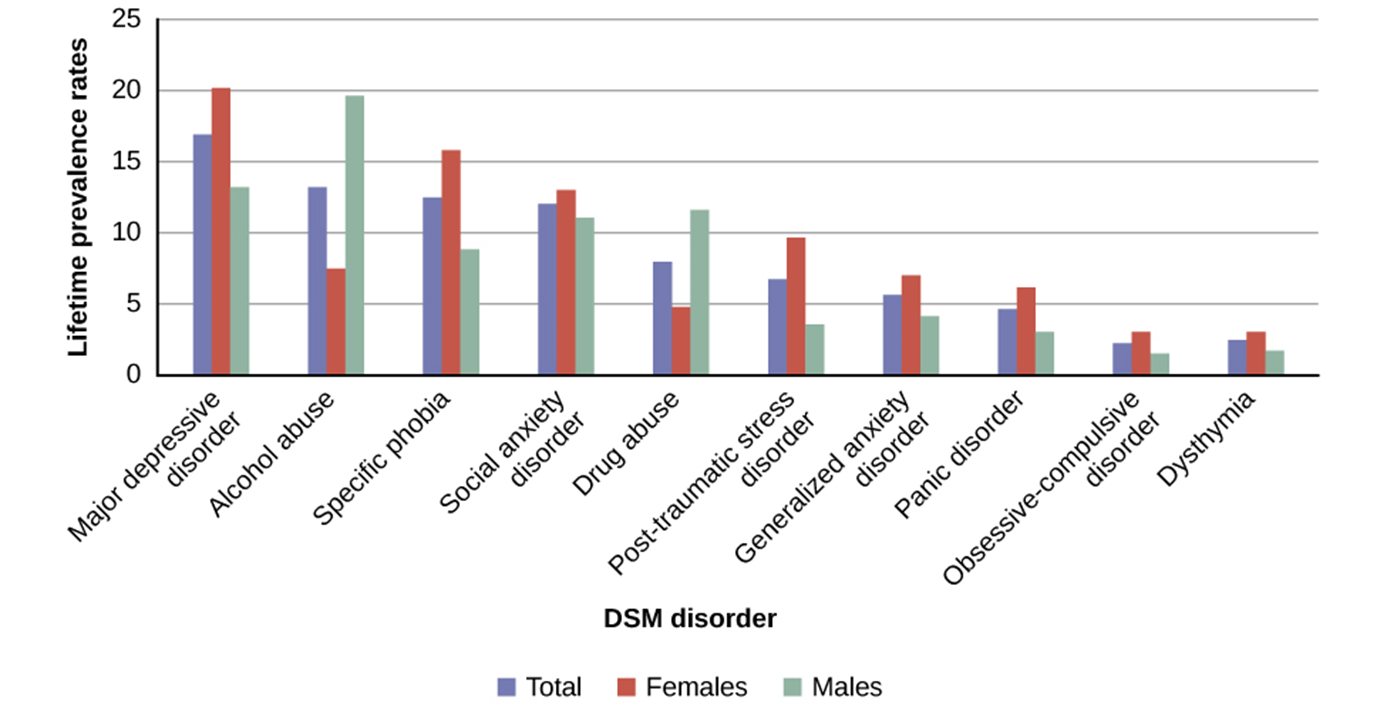 Lifetime prevalence rates
25
20
15
10
5
0
Major depressive
disorder
Alcohol abuse
Specific phobia
Social anxiety
disorder
Drug abuse
Post-traumatic stress
disorder
Generalized anxiety
disorder
Panic disorder
Obsessive-compulsive
disorder
Dysthymia
DSM disorder
Total Females Males